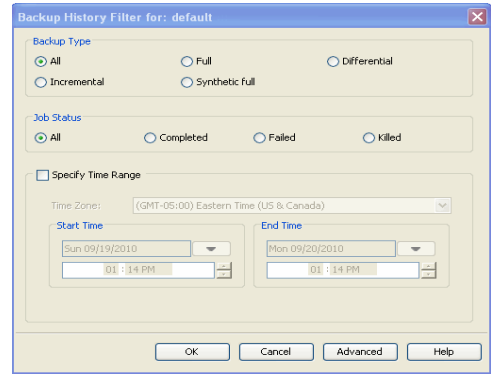 Backup History Filter for: default
Backup Type
All Full Differential
Incremental Synthetic full
Job Status
All Completed Failed Killed
Specify Time Range
Time Zone: (GMT-05:00) Eastern Time (US & Canada)
Start Time End Time
Sun 09/19/2010 Mon 09/20/2010
01 : 14 PM 01 : 14 PM
OK Cancel Advanced Help